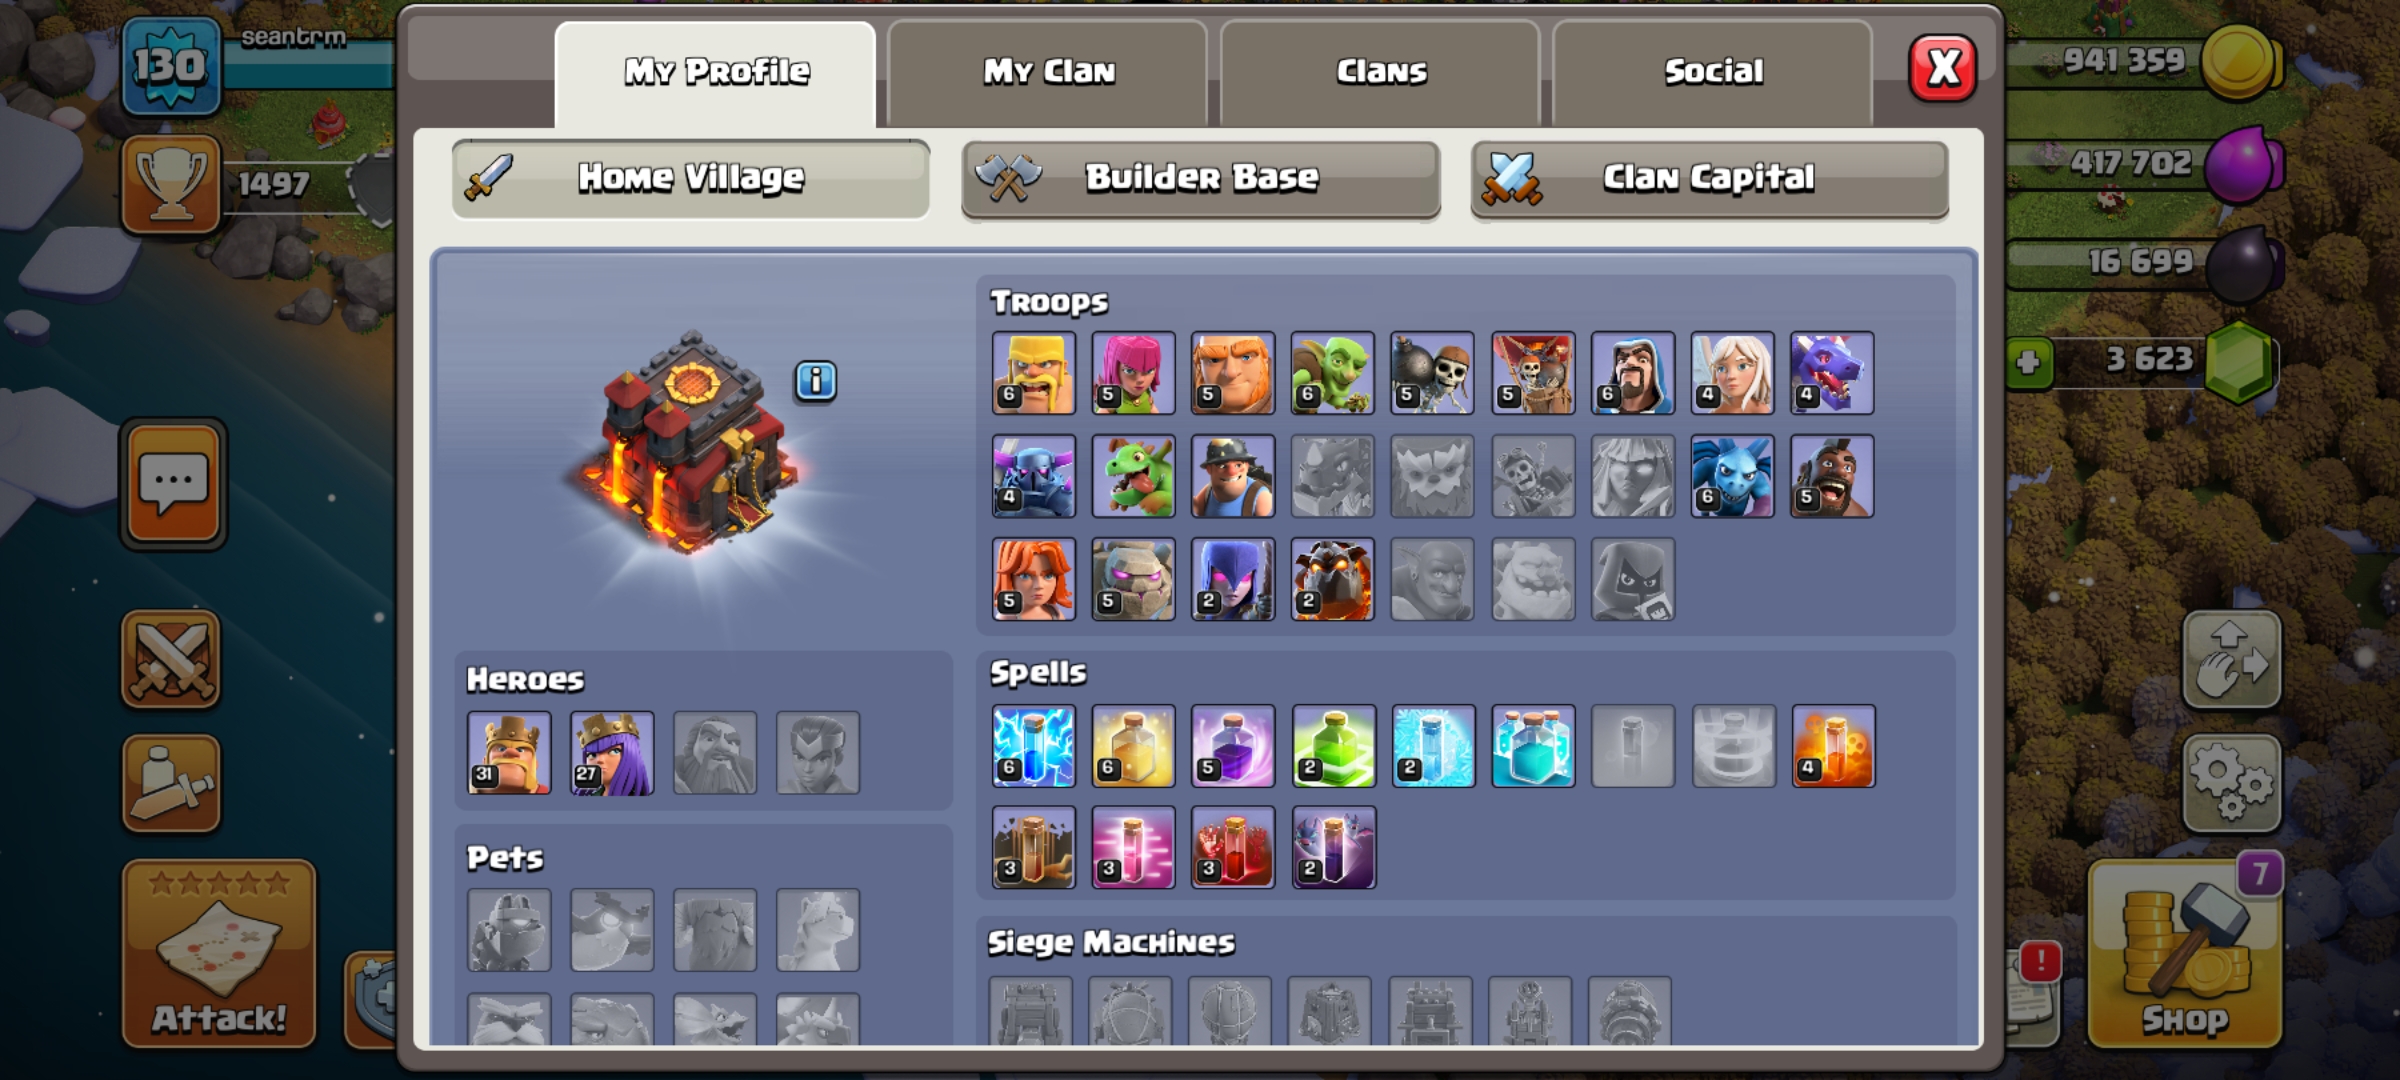 130
seantrm
1497
My Profile
My Clan
Clans
Social
X
941 359
417 702
16 699
3 623
Home Village
Builder Base
Clan Capital
i
Troops
6 5 5 6 5 5 6 4 4
4 6 5
5 5 2 2
Heroes
31 27
Spells
6 6 5 2 2 4
3 3 3 2
Pets
Siege Machines
Attack!
!
7
Shop